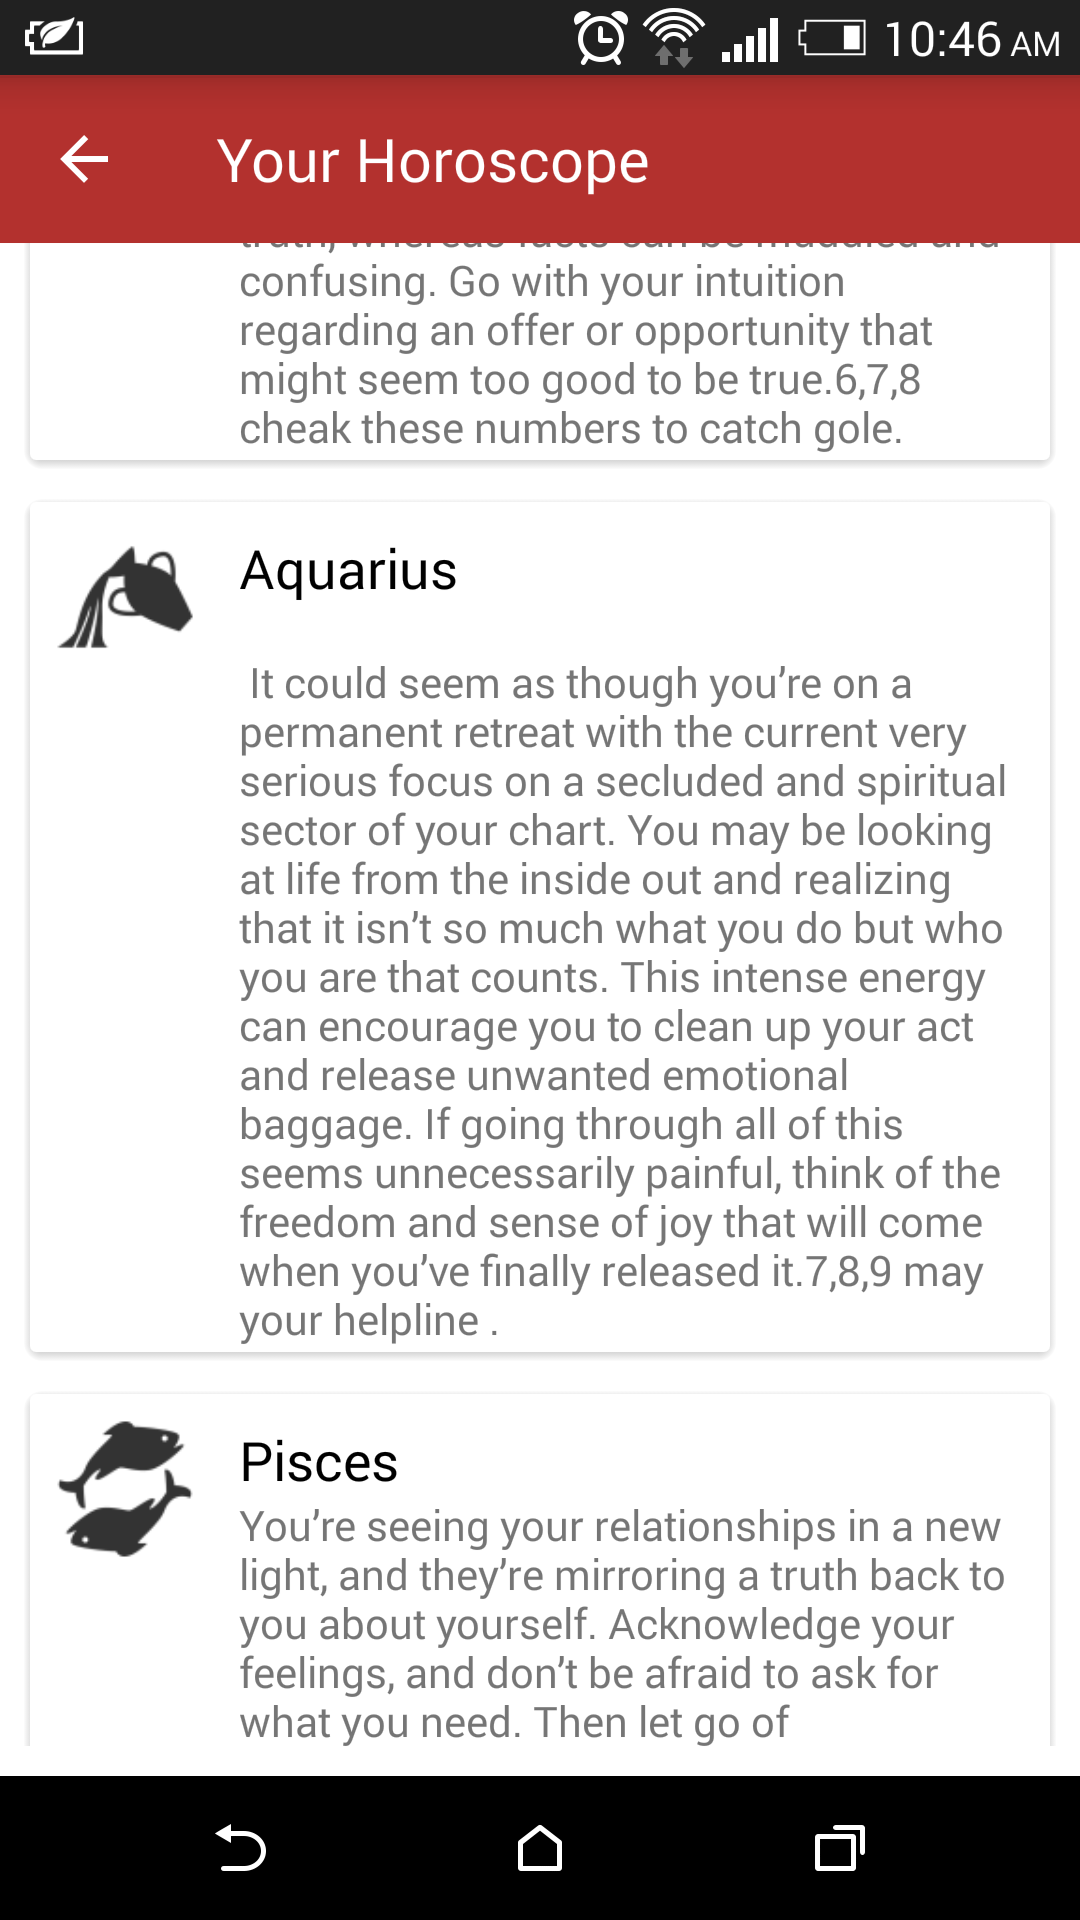 10:46 AM
Your Horoscope
truth, whereas facts can be muddled and
confusing. Go with your intuition
regarding an offer or opportunity that
might seem too good to be true.6,7,8
cheak these numbers to catch gole.
Aquarius
It could seem as though you’re on a
permanent retreat with the current very
serious focus on a secluded and spiritual
sector of your chart. You may be looking
at life from the inside out and realizing
that it isn’t so much what you do but who
you are that counts. This intense energy
can encourage you to clean up your act
and release unwanted emotional
baggage. If going through all of this
seems unnecessarily painful, think of the
freedom and sense of joy that will come
when you’ve finally released it.7,8,9 may
your helpline .
Pisces
You’re seeing your relationships in a new
light, and they’re mirroring a truth back to
you about yourself. Acknowledge your
feelings, and don’t be afraid to ask for
what you need. Then let go of